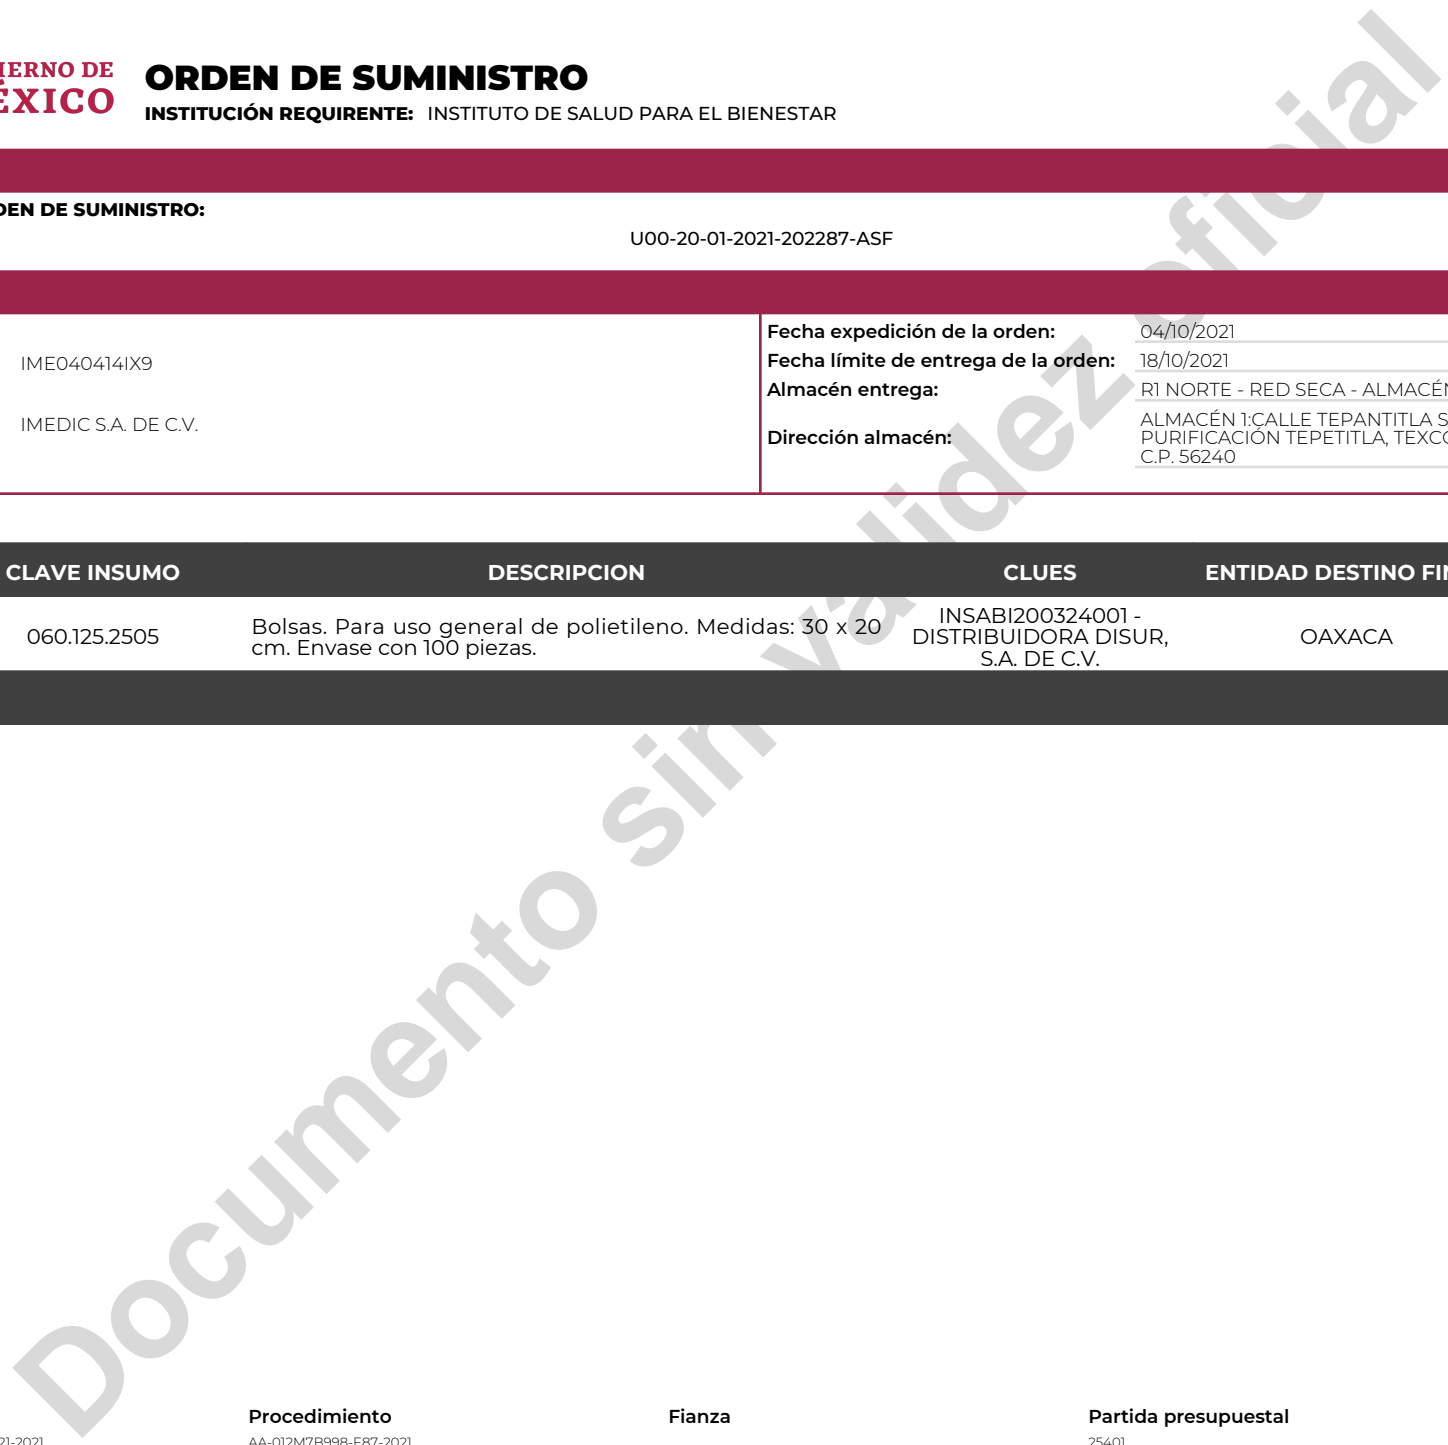 ORDEN DE SUMINISTRO
INSTITUCIÓN REQUIRENTE: INSTITUTO DE SALUD PARA EL BIENESTAR
DE SUMINISTRO:
U00-20-01-2021-202287-ASF
IME040414IX9
IMEDIC S.A. DE C.V.
Fecha expedición de la orden: 04/10/2021
Fecha límite de entrega de la orden: 18/10/2021
Almacén entrega: R1 NORTE - RED SECA - ALMACÉN
Dirección almacén:
ALMACÉN 1:CALLE TEPANTITLA S
PURIFICACIÓN TEPETITLA, TEXCO
C.P. 56240
CLAVE INSUMO DESCRIPCION CLUES ENTIDAD DESTINO FIN
060.125.2505
Bolsas. Para uso general de polietileno. Medidas: 30 x 20
cm. Envase con 100 piezas.
INSABI200324001 -
DISTRIBUIDORA DISUR,
S.A. DE C.V.
OAXACA
Documento sin validez oficial
Procedimiento Fianza Partida presupuestal
21-2021 AA-012M7B998-E87-2021 25401